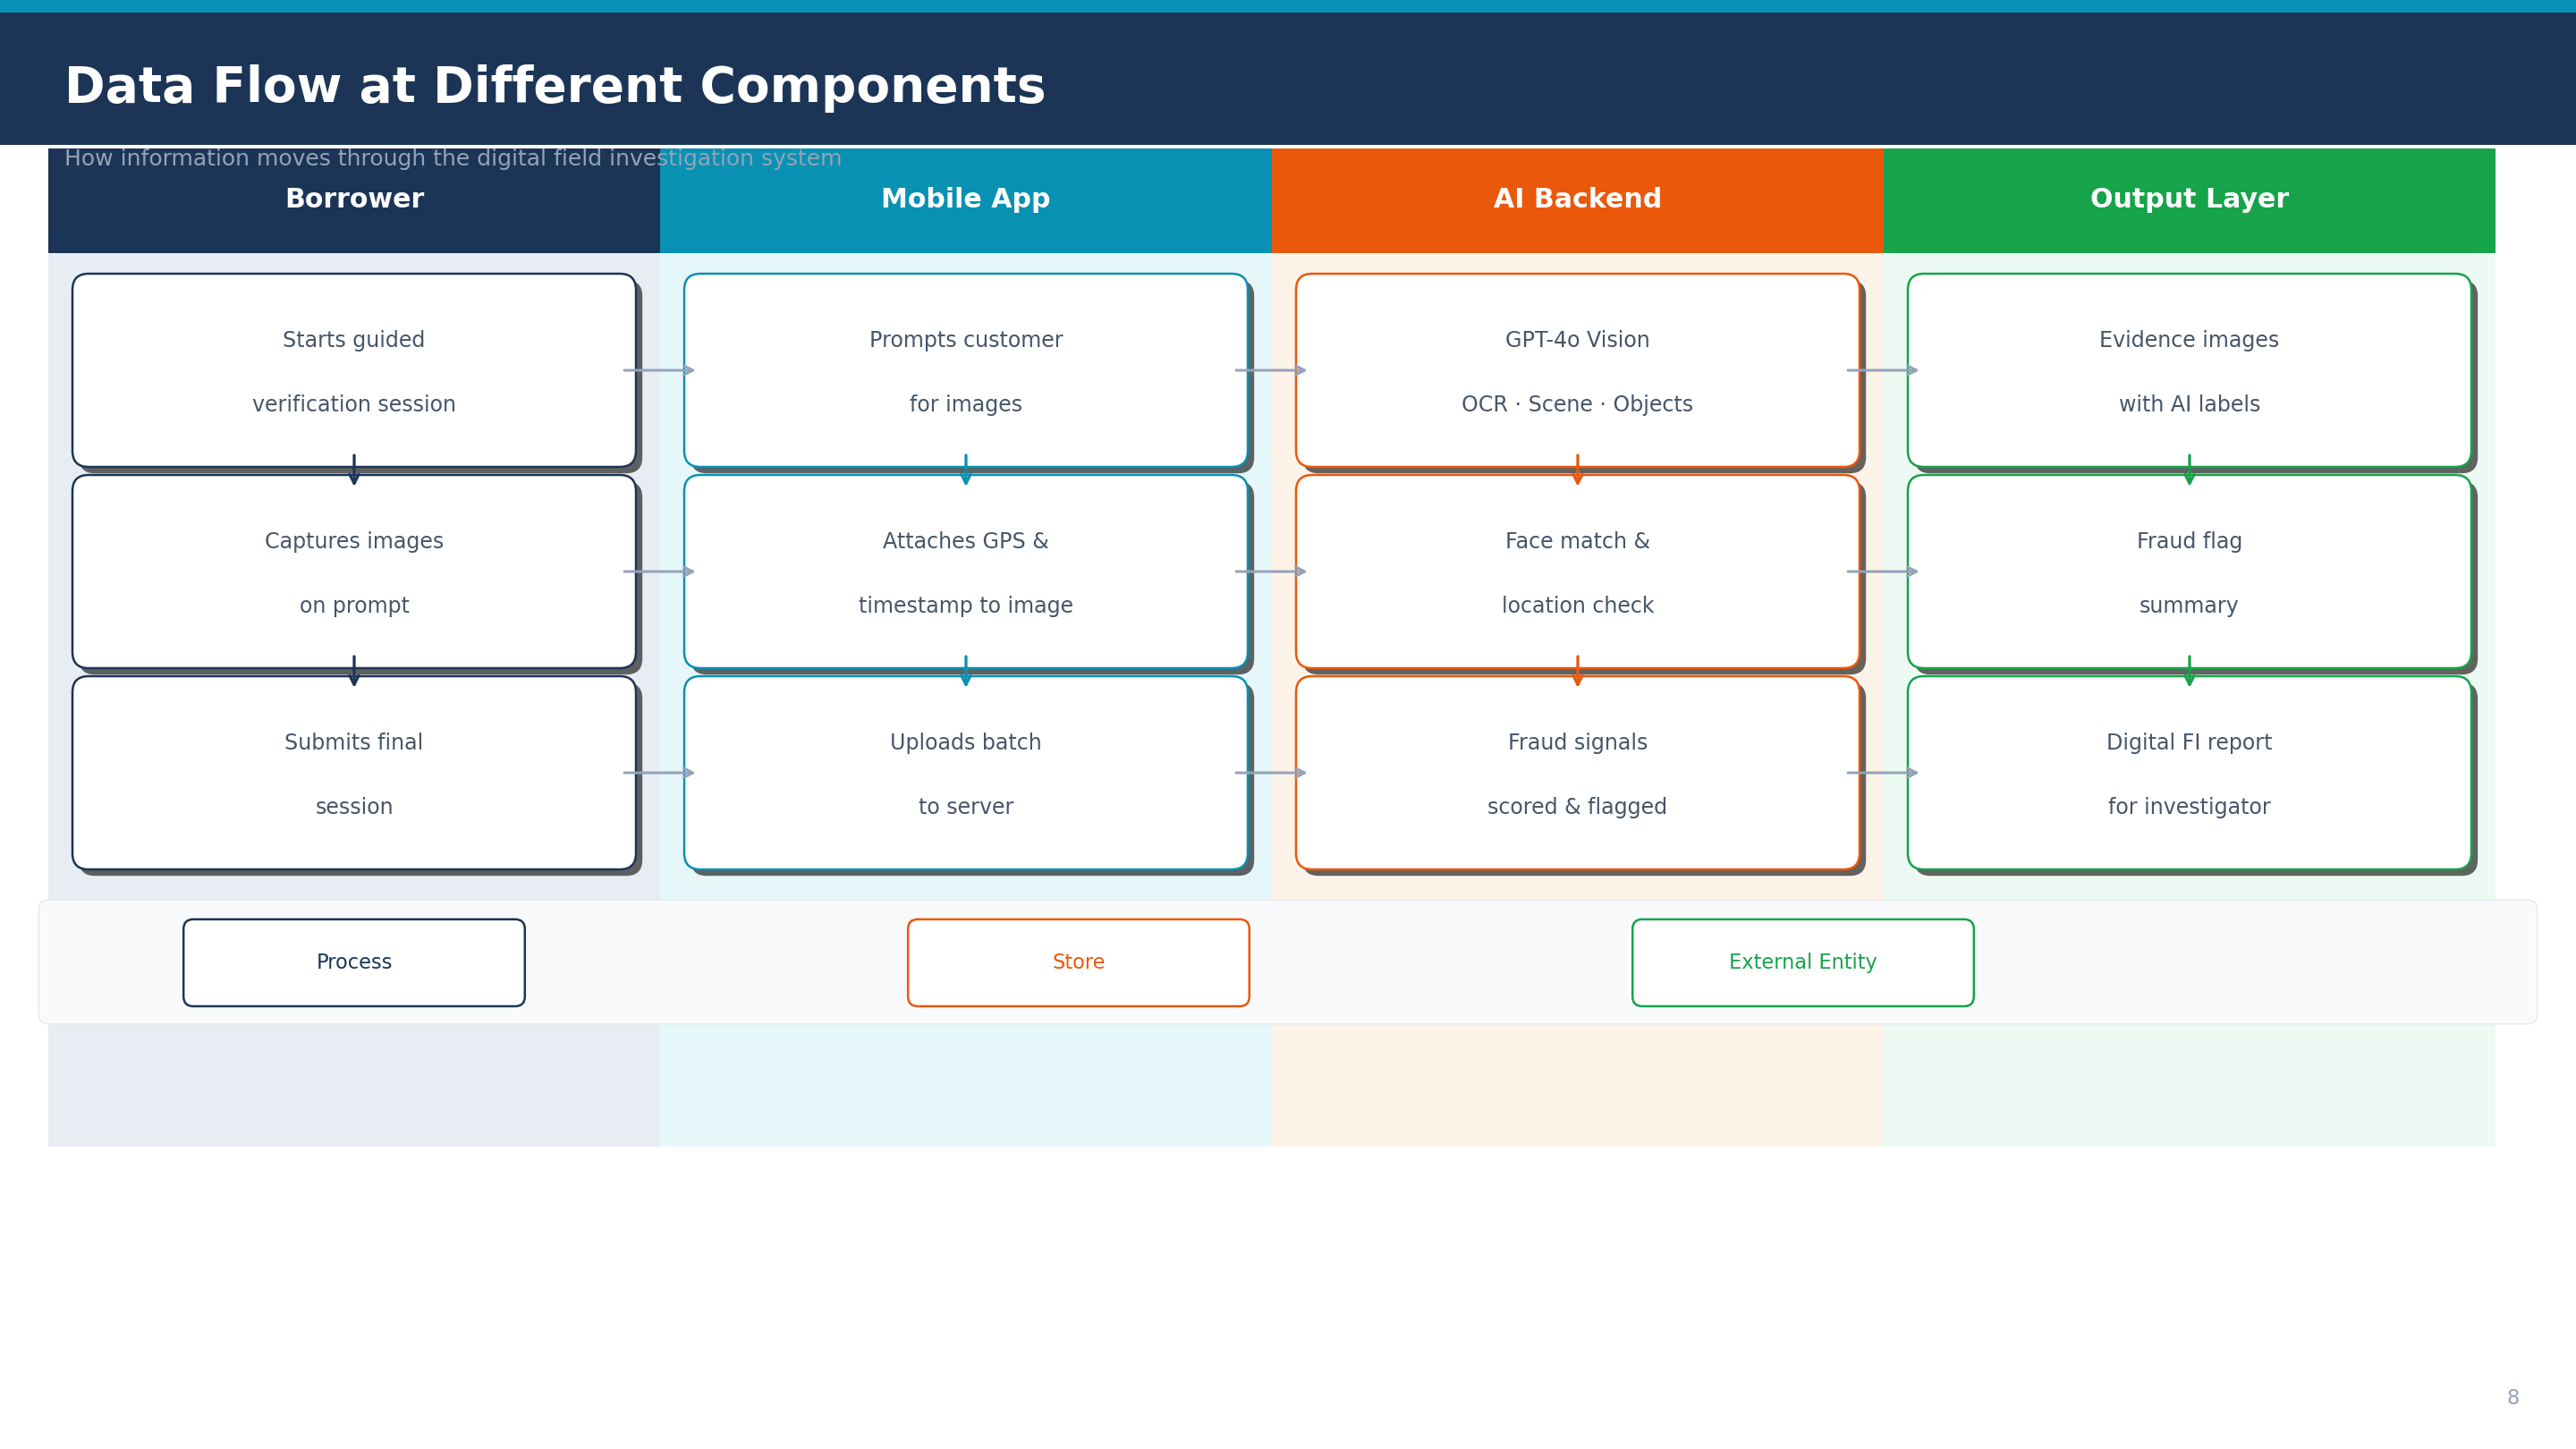 Data Flow at Different Components
How information moves through the digital field investigation system
Borrower
Mobile App
AI Backend
Output Layer
Starts guided
verification session
Prompts customer
for images
GPT-4o Vision
OCR · Scene · Objects
Evidence images
with AI labels
Captures images
on prompt
Attaches GPS &
timestamp to image
Face match &
location check
Fraud flag
summary
Submits final
session
Uploads batch
to server
Fraud signals
scored & flagged
Digital FI report
for investigator
Process
Store
External Entity
8